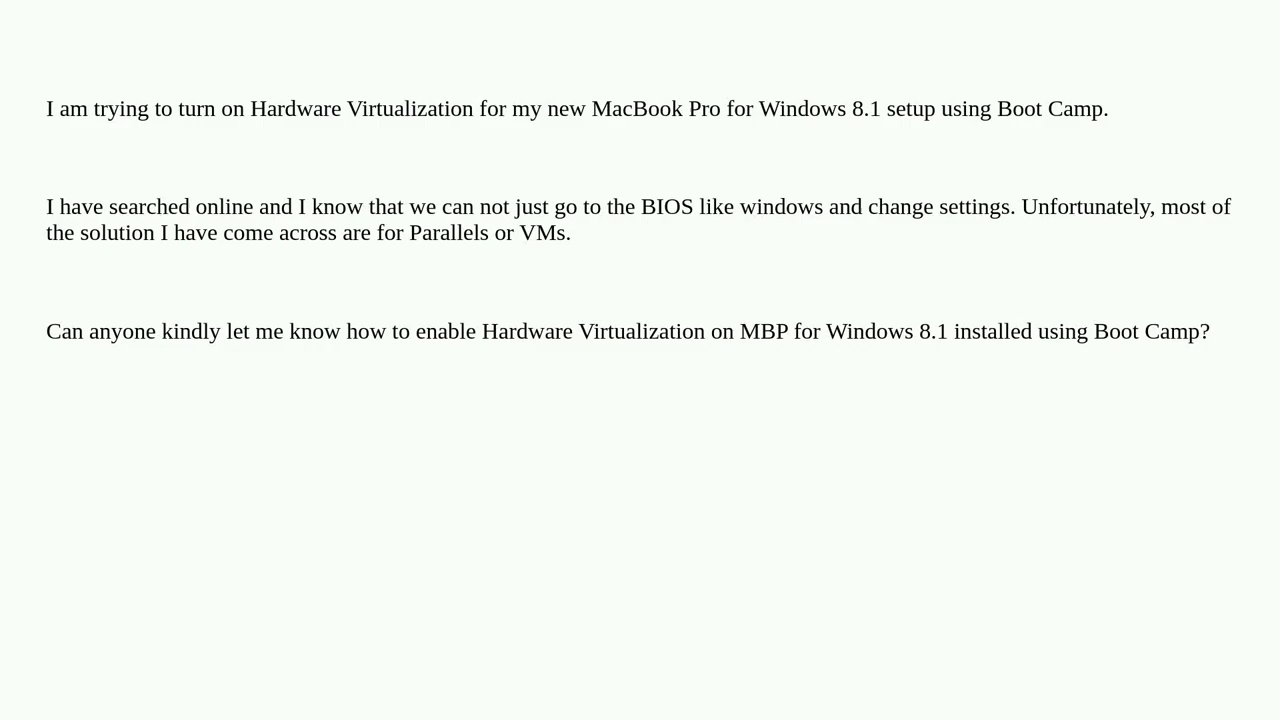 I am trying to turn on Hardware Virtualization for my new MacBook Pro for Windows 8.1 setup using Boot Camp.
I have searched online and I know that we can not just go to the BIOS like windows and change settings. Unfortunately, most of
the solution I have come across are for Parallels or VMs.
Can anyone kindly let me know how to enable Hardware Virtualization on MBP for Windows 8.1 installed using Boot Camp?